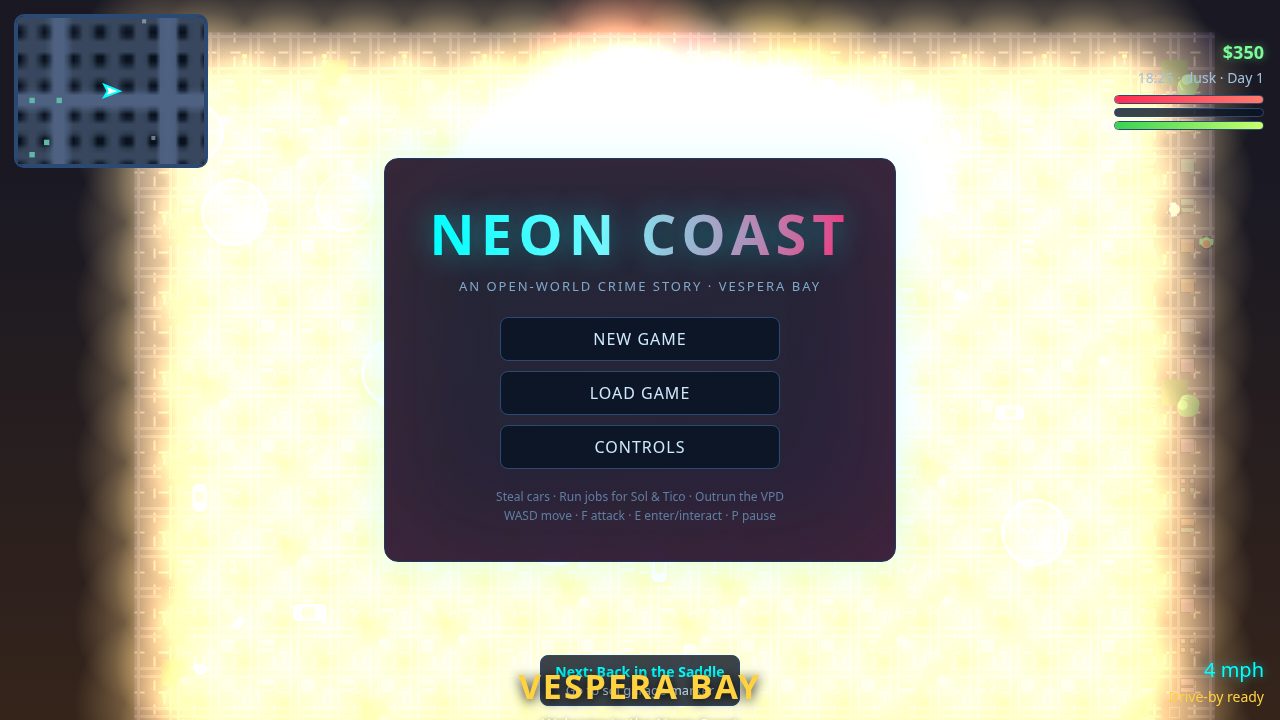 $350
dusk · Day 1
NEON COAST
AN OPEN-WORLD CRIME STORY · VESPERA BAY
NEW GAME
LOAD GAME
CONTROLS
Steal cars · Run jobs for Sol & Tico · Outrun the VPD
WASD move · F attack · E enter/interact · P pause
Next: Back in the Saddle
VESPERA BAY
4 mph
Drive-by ready